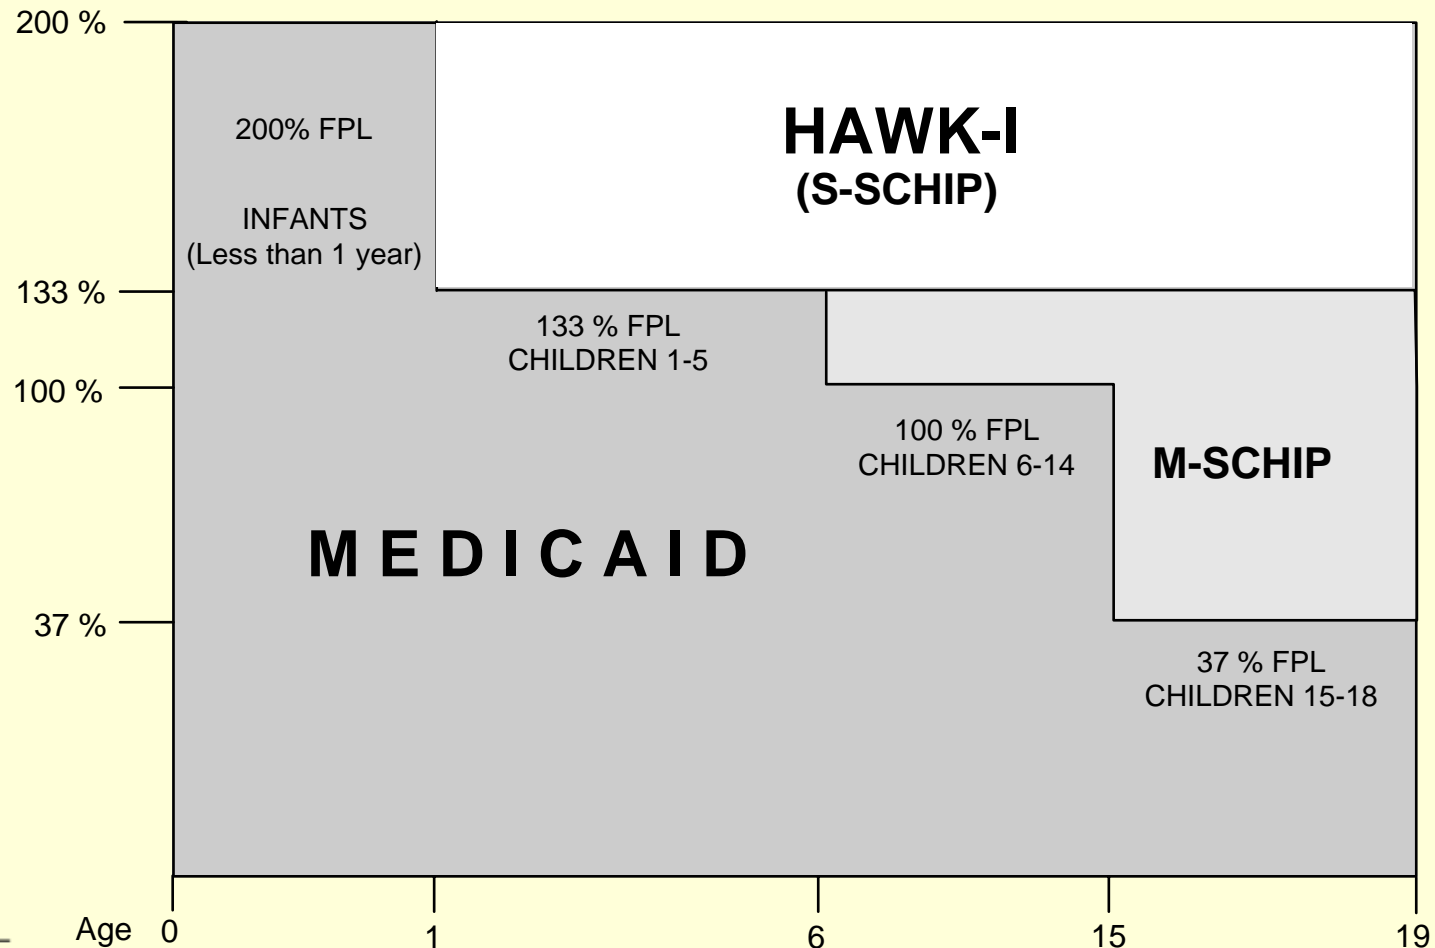 200 %
200% FPL
INFANTS
(Less than 1 year)
HAWK-I
(S-SCHIP)
133 %
133 % FPL
CHILDREN 1-5
100 %
100 % FPL
CHILDREN 6-14
M-SCHIP
MEDICAID
37 %
37 % FPL
CHILDREN 15-18
Age 0 1 6 15 19